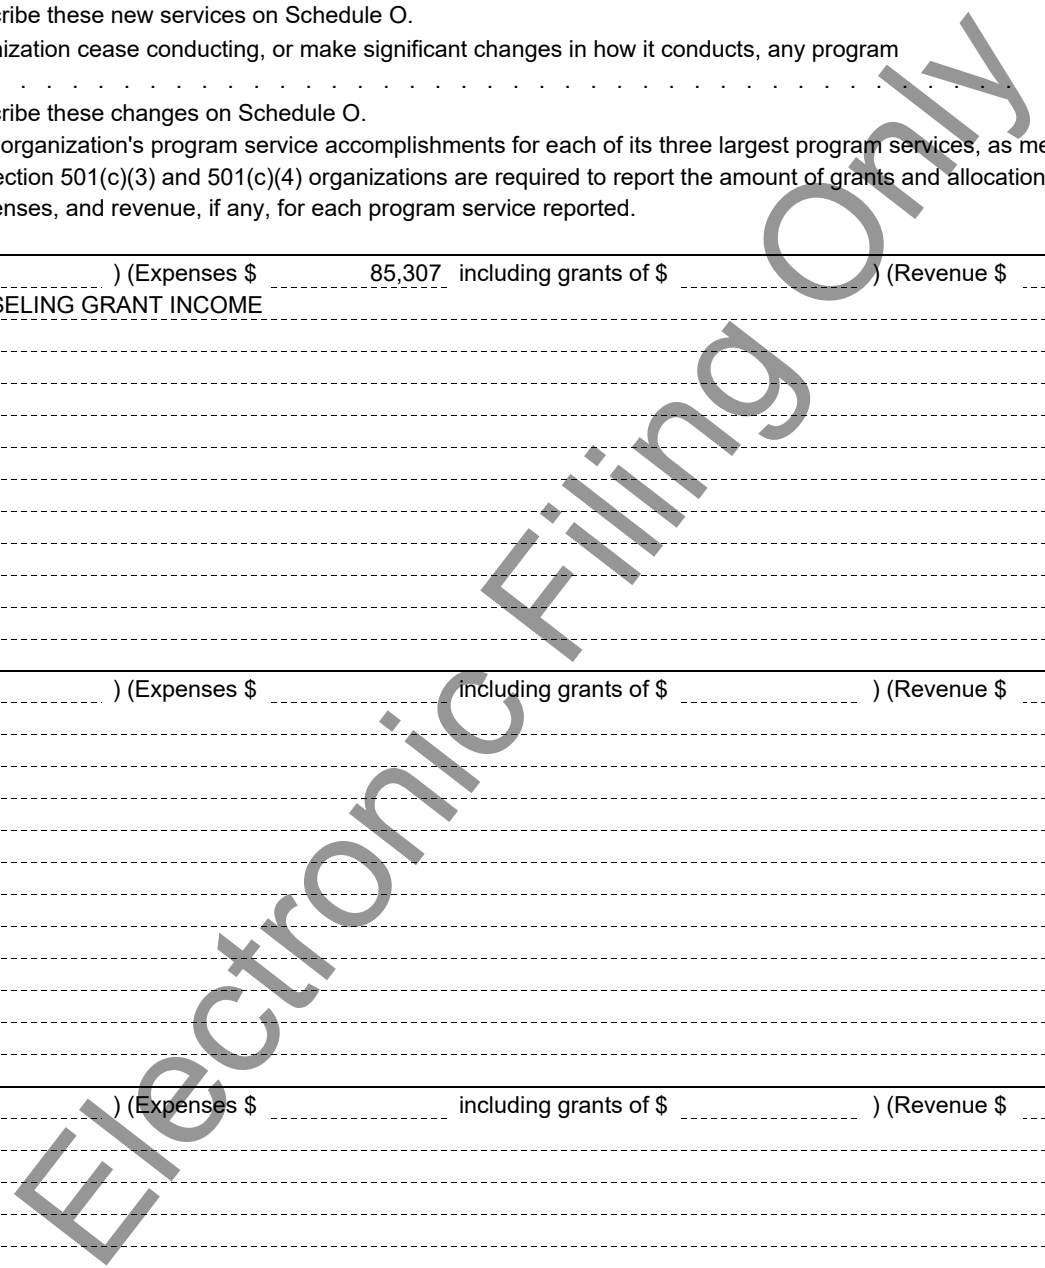 cribe these new services on Schedule O.
nization cease conducting, or make significant changes in how it conducts, any program
. . . . . . . . . . . . . . . . . . . . . . . . . . . . . . . . . . . . . . . .
cribe these changes on Schedule O.
organization's program service accomplishments for each of its three largest program services, as me
ection 501(c)(3) and 501(c)(4) organizations are required to report the amount of grants and allocation
enses, and revenue, if any, for each program service reported.
) (Expenses $ 85,307 including grants of $ ) (Revenue $
SELING GRANT INCOME
) (Expenses $ including grants of $ ) (Revenue $
) (Expenses $ including grants of $ ) (Revenue $
Electronic Filing Only